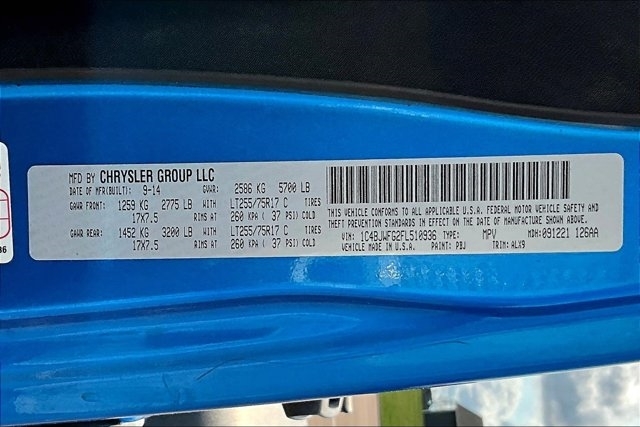 MFD BY CHRYSLER GROUP LLC
DATE OF MFR(BUILT): 9-14 GVWR: 2586 KG 5700 LB
GAWR FRONT: 1259 KG 2775 LB WITH LT255/75R17 C TIRES
17X7.5 RIMS AT 260 KPA ( 37 PSI) COLD
GAWR REAR: 1452 KG 3200 LB WITH LT255/75R17 C TIRES
17X7.5 RIMS AT 260 KPA ( 37 PSI) COLD
THIS VEHICLE CONFORMS TO ALL APPLICABLE U.S.A. FEDERAL MOTOR VEHICLE SAFETY AND
THEFT PREVENTION STANDARDS IN EFFECT ON THE DATE OF MANUFACTURE SHOWN ABOVE.
VIN: 1C4BJWFG2FL510936 TYPE: MPV MDH: 091221 126AA
VEHICLE MADE IN U.S.A. PAINT: PBJ TRIM: ALX9